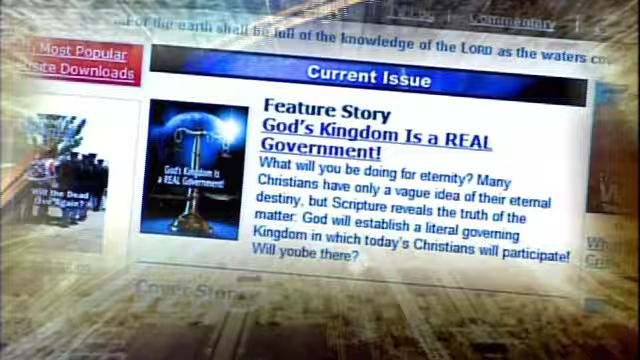 Commentary
...For the earth shall be full of the knowledge of the LORD as the waters cov
Most Popular
site Downloads
Current Issue
Feature Story
God's Kingdom Is a REAL
Government!
What will you be doing for eternity? Many
Christians have only a vague idea of their eternal
destiny, but Scripture reveals the truth of the
matter: God will establish a literal governing
Kingdom in which today's Christians will participate!
Will yoube there?
God's Kingdom is
a REAL Government!
Will the Dead
Live Again?
Cover Story